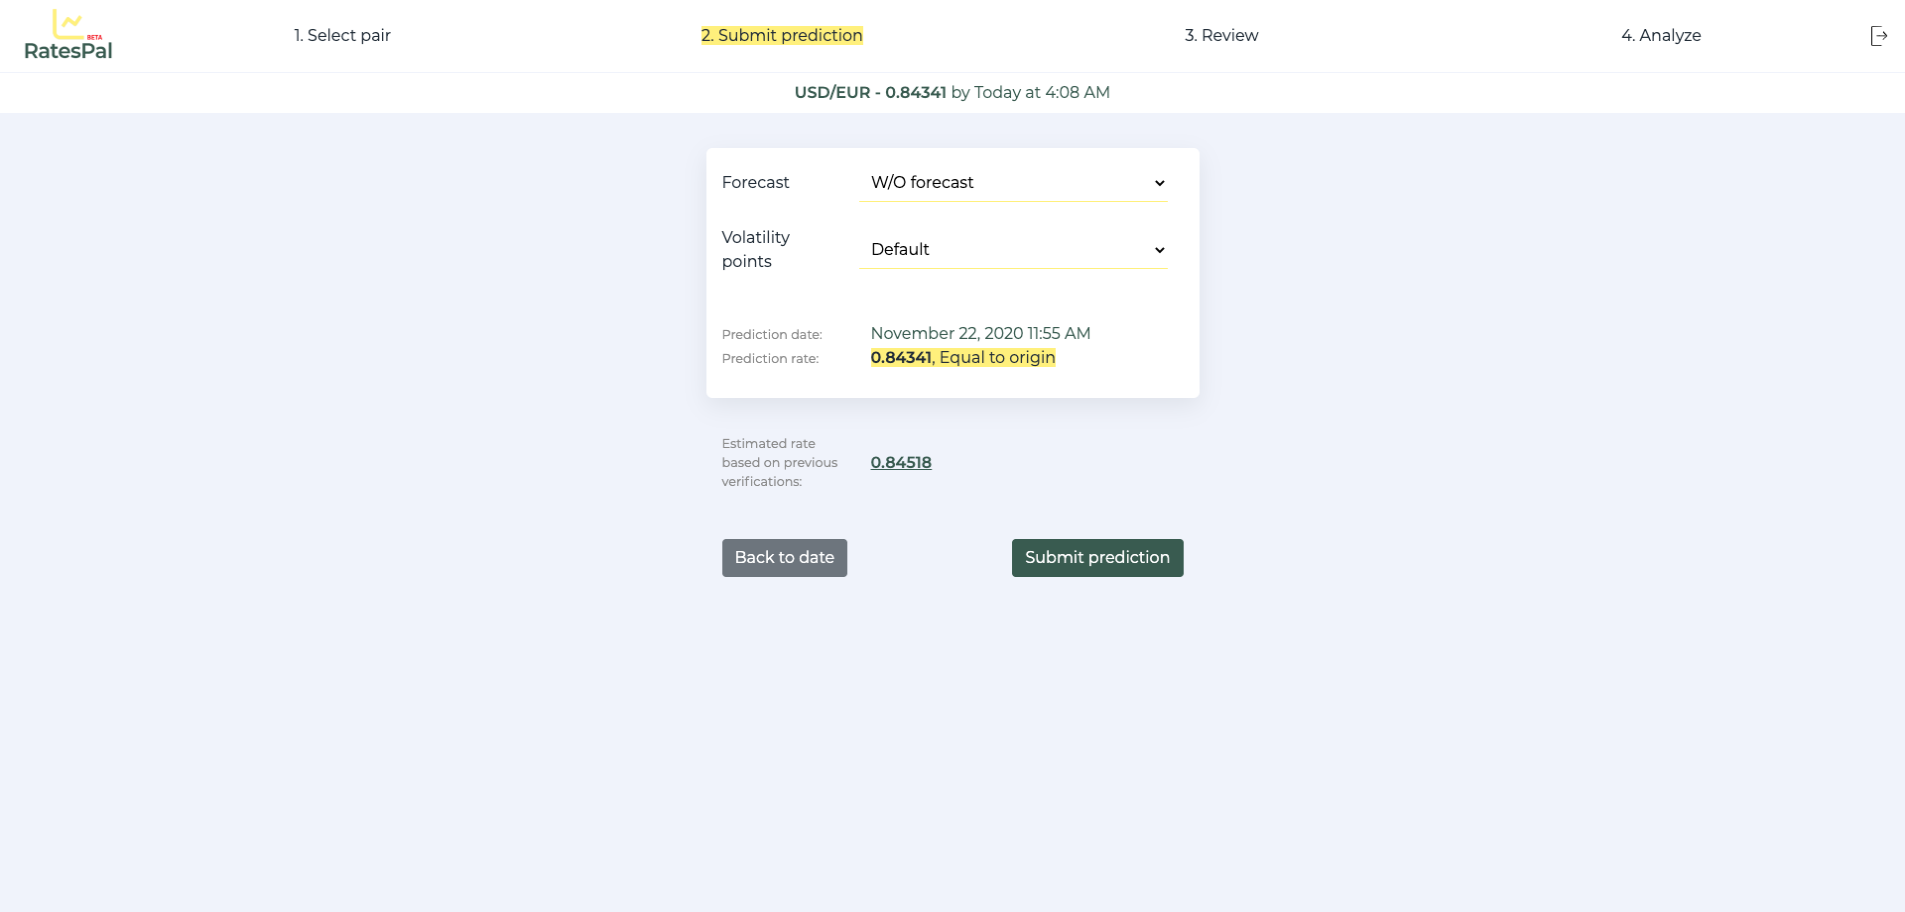 BETA
RatesPal
1. Select pair
2. Submit prediction
3. Review
4. Analyze
USD/EUR - 0.84341 by Today at 4:08 AM
Forecast
W/O forecast
Volatility
points
Default
Prediction date:
November 22, 2020 11:55 AM
Prediction rate:
0.84341, Equal to origin
Estimated rate
based on previous
verifications:
0.84518
Back to date
Submit prediction